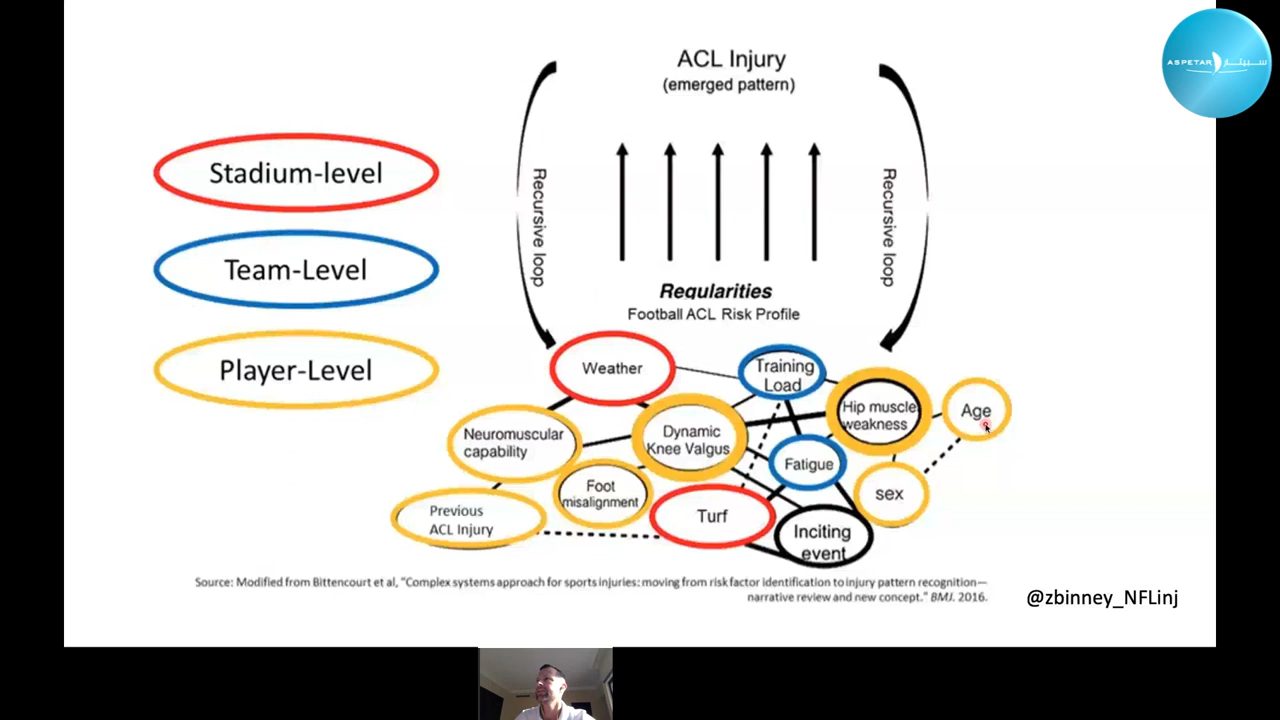 ASPETAR سبيتار
ACL Injury
(emerged pattern)
Stadium-level
Team-Level
Player-Level
Recursive loop
Recursive loop
Regularities
Football ACL Risk Profile
Weather
Training
Load
Hip muscle
weakness
Age
Neuromuscular
capability
Dynamic
Knee Valgus
Fatigue
Foot
misalignment
sex
Previous
ACL Injury
Turf
Inciting
event
Source: Modified from Bittencourt et al, “Complex systems approach for sports injuries: moving from risk factor identification to injury pattern recognition—
narrative review and new concept.” BMJ. 2016.
@zbinney_NFLinj